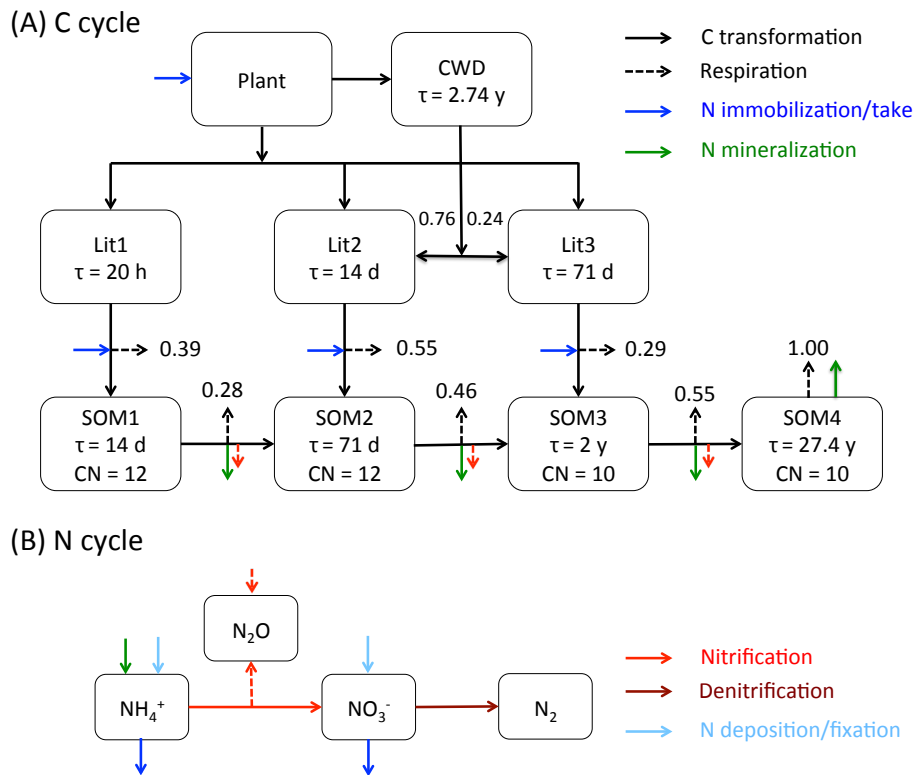 (A) C cycle
Plant
CWD
τ = 2.74 y
C transformation
Respiration
N immobilization/take
N mineralization
0.76
0.24
Lit1
τ = 20 h
Lit2
τ = 14 d
Lit3
τ = 71 d
0.39
0.55
0.29
1.00
0.28
0.46
0.55
SOM1
τ = 14 d
CN = 12
SOM2
τ = 71 d
CN = 12
SOM3
τ = 2 y
CN = 10
SOM4
τ = 27.4 y
CN = 10
(B) N cycle
N₂O
NH₄⁺
NO₃⁻
N₂
Nitrification
Denitrification
N deposition/fixation